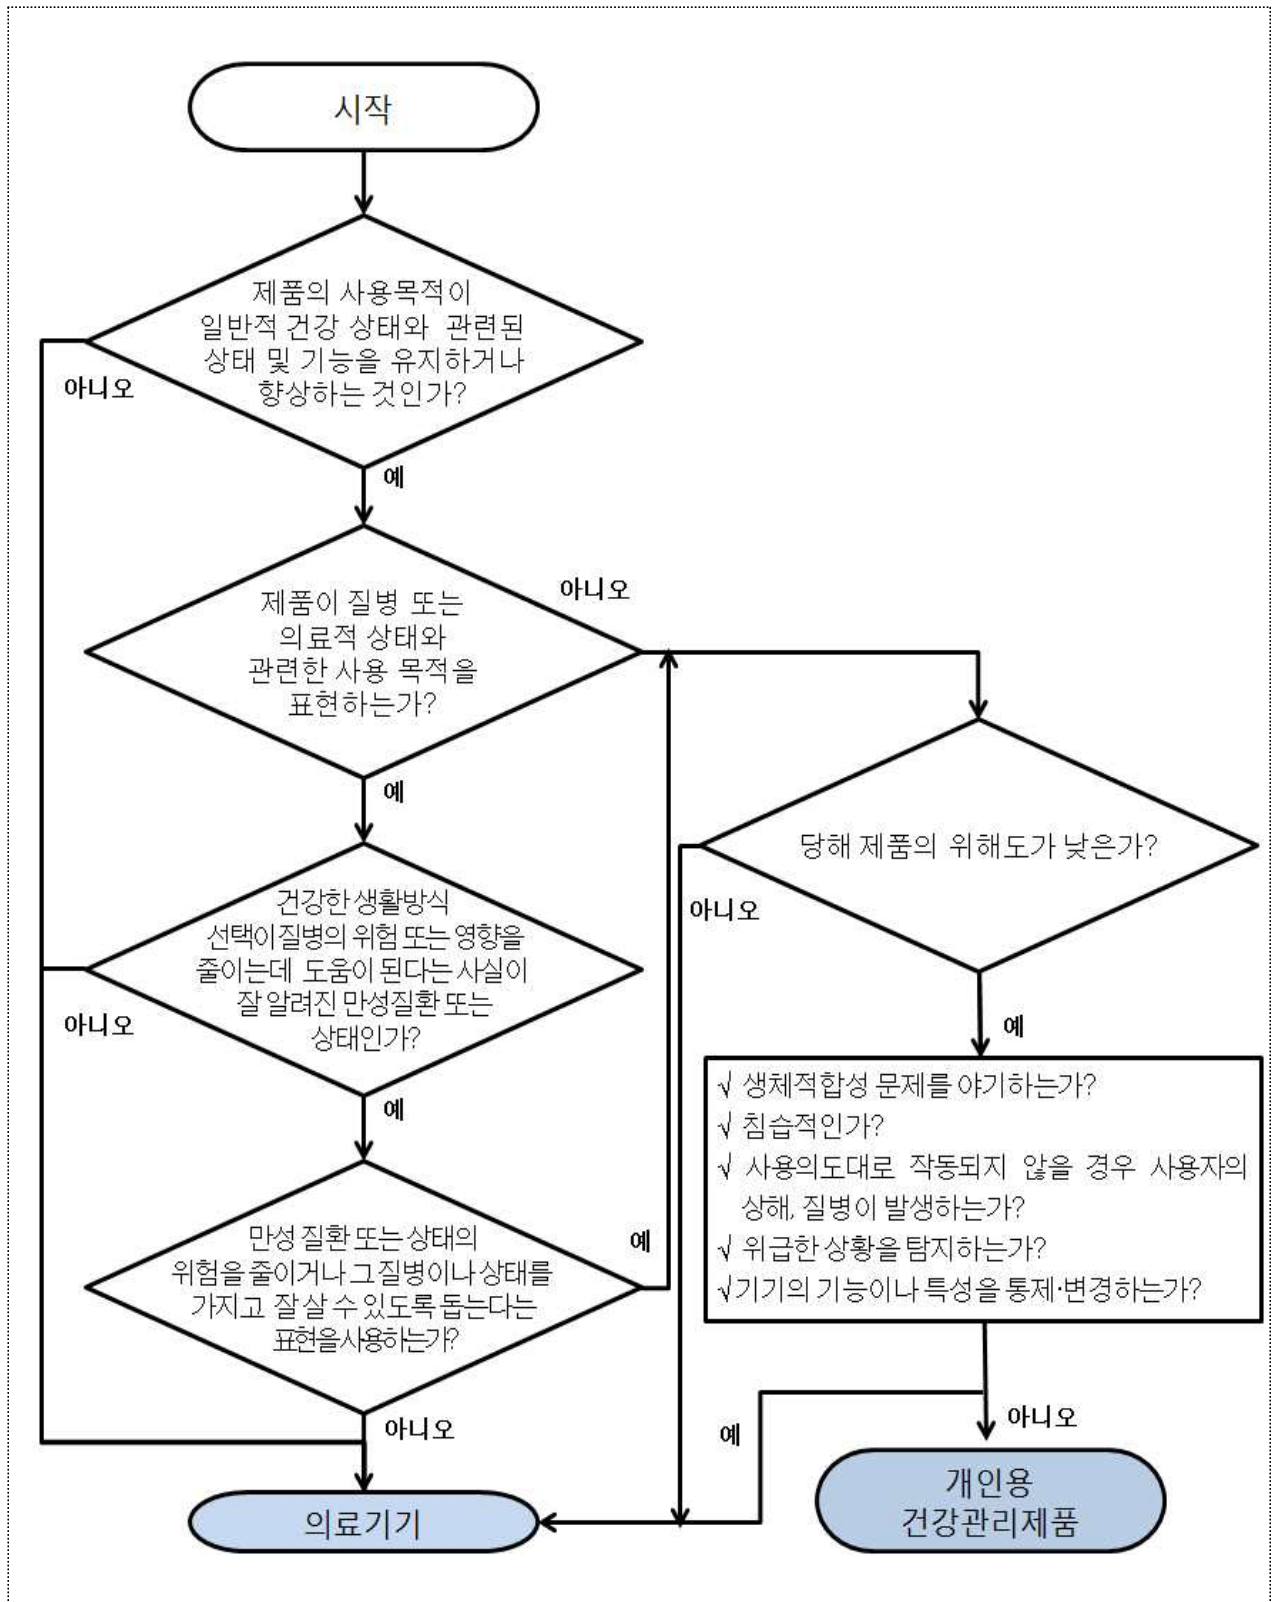 시작
제품의 사용목적이
일반적 건강 상태와 관련된
상태 및 기능을 유지하거나
향상하는 것인가?
아니오
예
제품이 질병 또는
의료적 상태와
관련한 사용 목적을
표현하는가?
아니오
예
건강한 생활방식
선택이 질병의 위험 또는 영향을
줄이는데 도움이 된다는 사실이
잘 알려진 만성질환 또는
상태인가?
아니오
예
만성 질환 또는 상태의
위험을 줄이거나 그 질병이나 상태를
가지고 잘 살 수 있도록 돕는다는
표현을 사용하는가?
예
아니오
당해 제품의 위해도가 낮은가?
아니오
예
√ 생체적합성 문제를 야기하는가?
√ 침습적인가?
√ 사용의도대로 작동되지 않을 경우 사용자의
상해, 질병이 발생하는가?
√ 위급한 상황을 탐지하는가?
√기기의 기능이나 특성을 통제·변경하는가?
예
아니오
의료기기
개인용
건강관리제품